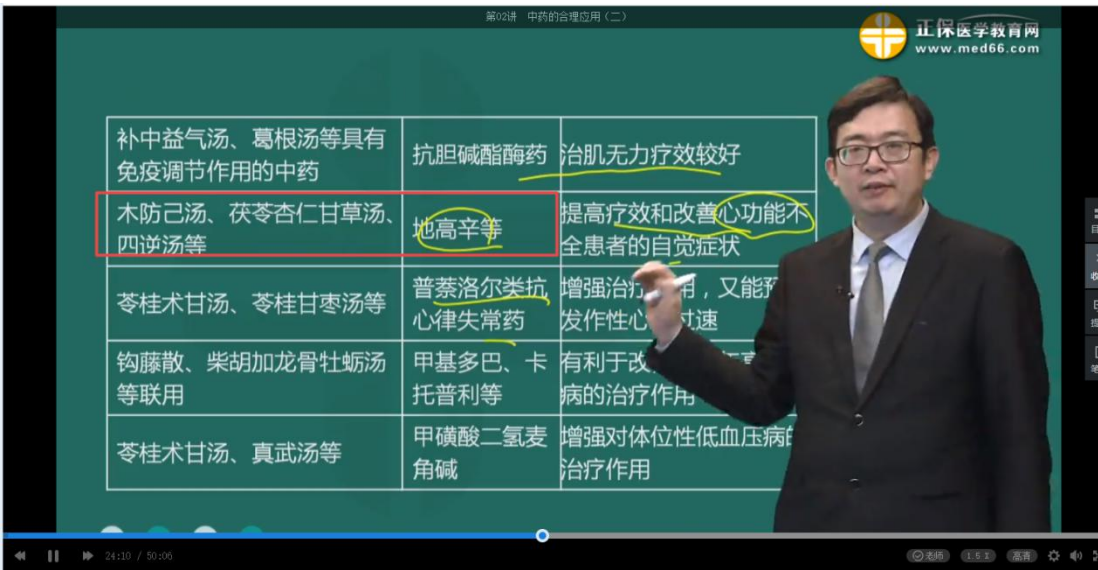 第02讲 中药的合理应用（二）
正保医学教育网
www.med66.com
补中益气汤、葛根汤等具有
免疫调节作用的中药
抗胆碱酯酶药
治肌无力疗效较好
木防己汤、茯苓杏仁甘草汤、
四逆汤等
地高辛等
提高疗效和改善心功能不
全患者的自觉症状
苓桂术甘汤、苓桂甘枣汤等
普萘洛尔类抗
心律失常药
增强治疗 用，又能预
发作性心 过速
钩藤散、柴胡加龙骨牡蛎汤
等联用
甲基多巴、卡
托普利等
有利于改
病的治疗作用
苓桂术甘汤、真武汤等
甲磺酸二氢麦
角碱
增强对体位性低血压病的
治疗作用
24:10 / 50:06
老师
1.5X
高清